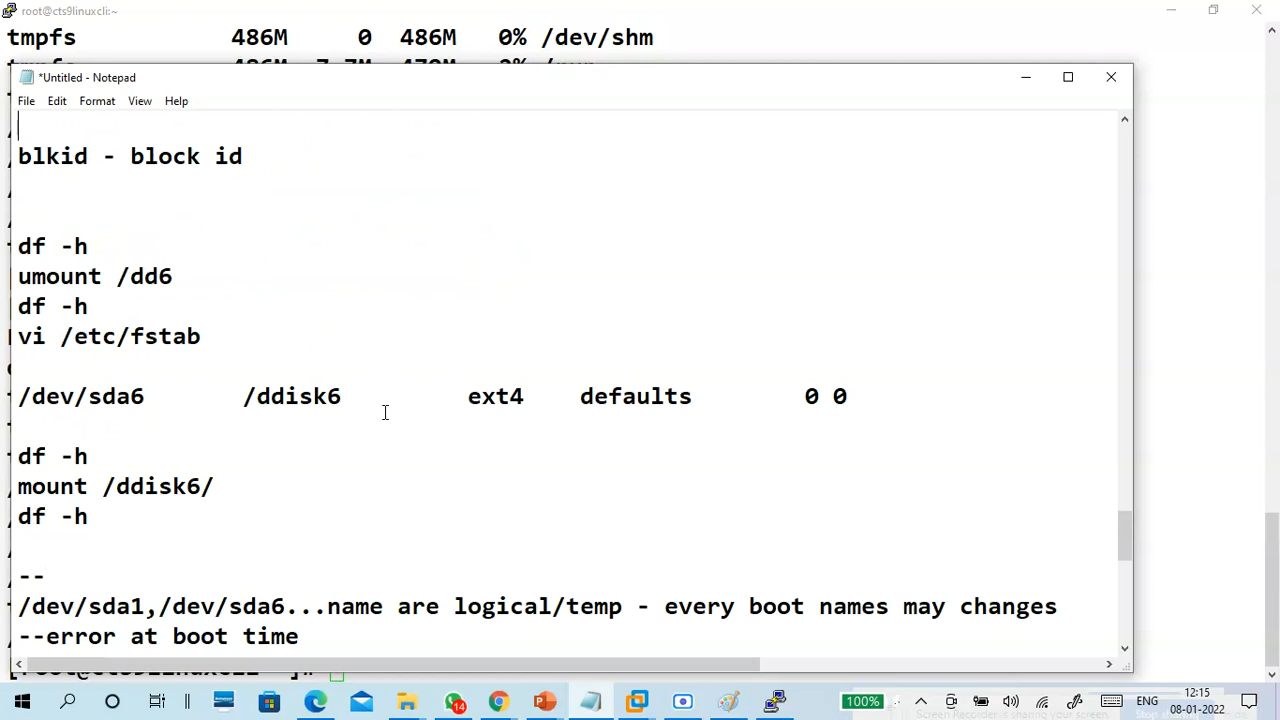 root@cts9linuxcli:~
tmpfs 486M 0 486M 0% /dev/shm
*Untitled - Notepad
File Edit Format View Help
blkid - block id
df -h
umount /dd6
df -h
vi /etc/fstab
/dev/sda6 /ddisk6 ext4 defaults 0 0
df -h
mount /ddisk6/
df -h
--
/dev/sda1,/dev/sda6...name are logical/temp - every boot names may changes
--error at boot time
14
100%
ENG
12:15
08-01-2022